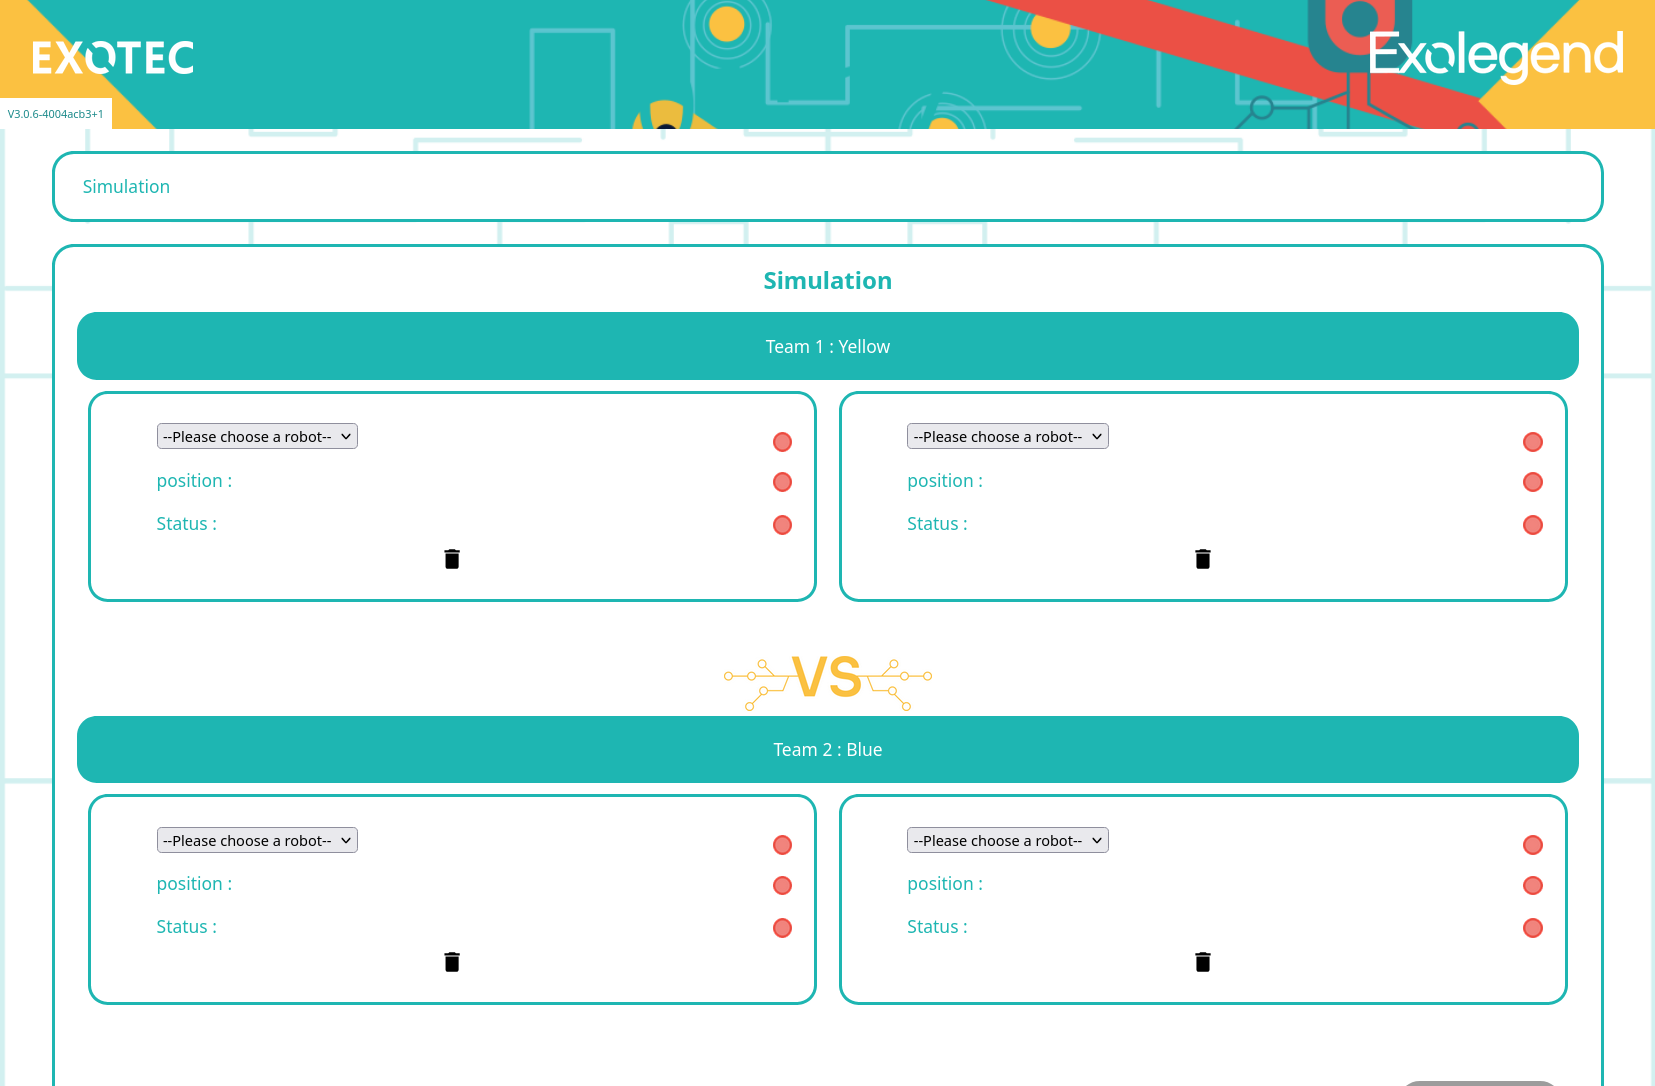 EXOTEC
Exolegend
V3.0.6-4004acb3+1
Simulation
Simulation
Team 1 : Yellow
--Please choose a robot--
position :
Status :
--Please choose a robot--
position :
Status :
VS
Team 2 : Blue
--Please choose a robot--
position :
Status :
--Please choose a robot--
position :
Status :